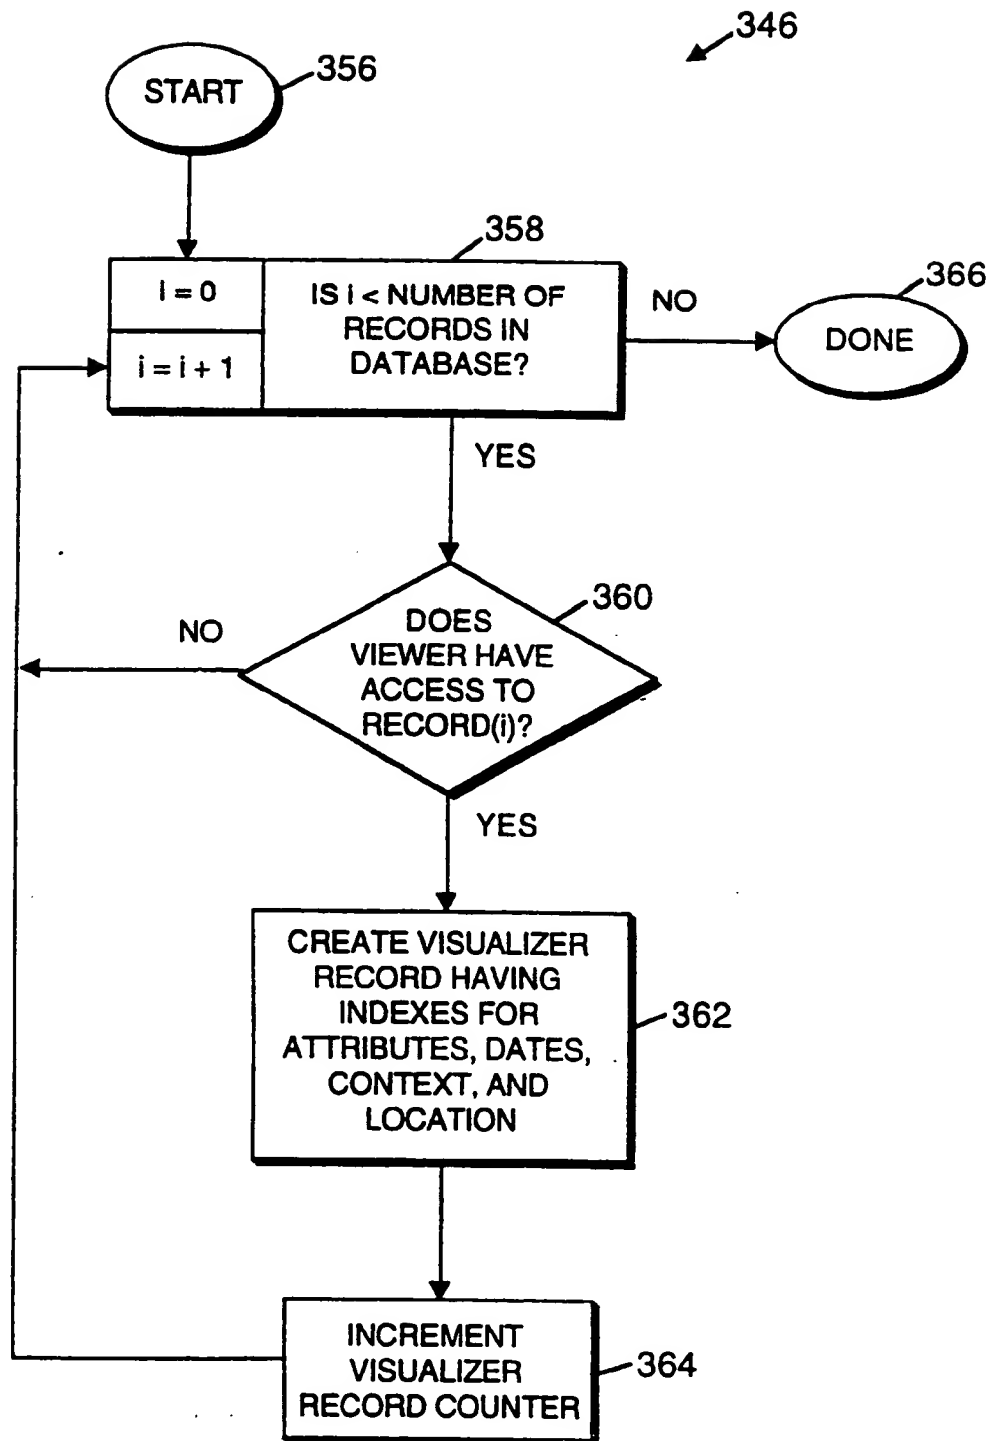 346
START
356
358
i = 0
IS i < NUMBER OF
RECORDS IN
DATABASE?
i = i + 1
NO
366
DONE
YES
360
NO
DOES
VIEWER HAVE
ACCESS TO
RECORD(i)?
YES
CREATE VISUALIZER
RECORD HAVING
INDEXES FOR
ATTRIBUTES, DATES,
CONTEXT, AND
LOCATION
362
INCREMENT
VISUALIZER
RECORD COUNTER
364